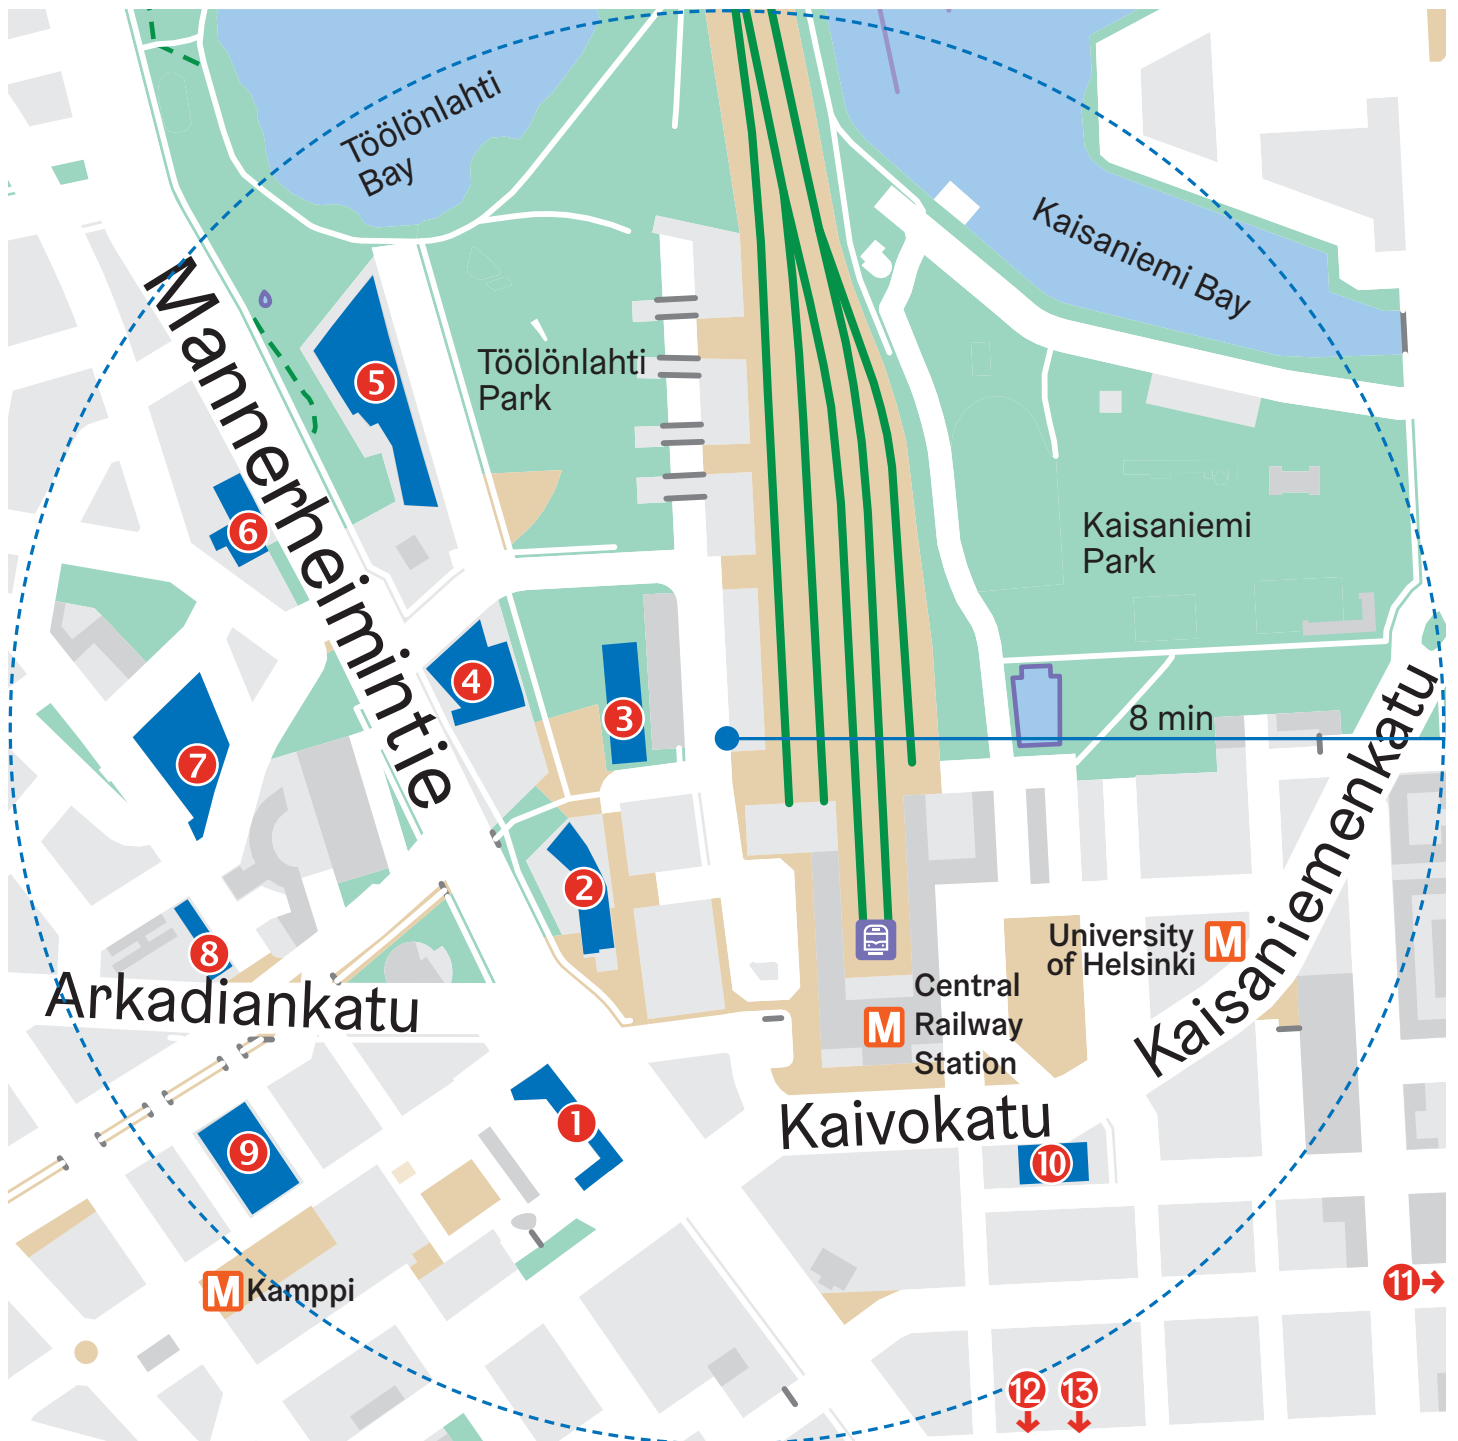 Töölönlahti
Bay
Kaisaniemi Bay
Mannerheimintie
Töölönlahti
Park
5
6
Kaisaniemi
Park
4
3
7
8 min
Kaisaniemenkatu
2
8
University
of Helsinki
M
Arkadiankatu
Central
Railway
Station
M
1
9
Kaivokatu
10
M
Kamppi
11
12
13